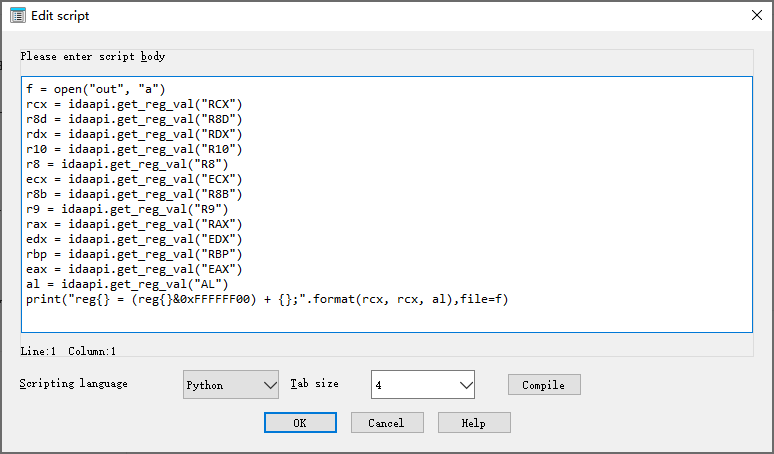 Edit script
Please enter script body
f = open("out", "a")
rcx = idaapi.get_reg_val("RCX")
r8d = idaapi.get_reg_val("R8D")
rdx = idaapi.get_reg_val("RDX")
r10 = idaapi.get_reg_val("R10")
r8 = idaapi.get_reg_val("R8")
ecx = idaapi.get_reg_val("ECX")
r8b = idaapi.get_reg_val("R8B")
r9 = idaapi.get_reg_val("R9")
rax = idaapi.get_reg_val("RAX")
edx = idaapi.get_reg_val("EDX")
rbp = idaapi.get_reg_val("RBP")
eax = idaapi.get_reg_val("EAX")
al = idaapi.get_reg_val("AL")
print("reg{} = (reg{}&0xFFFFFF00) + {};".format(rcx, rcx, al),file=f)
Line:1 Column:1
Scripting language Python Tab size 4 Compile
OK Cancel Help